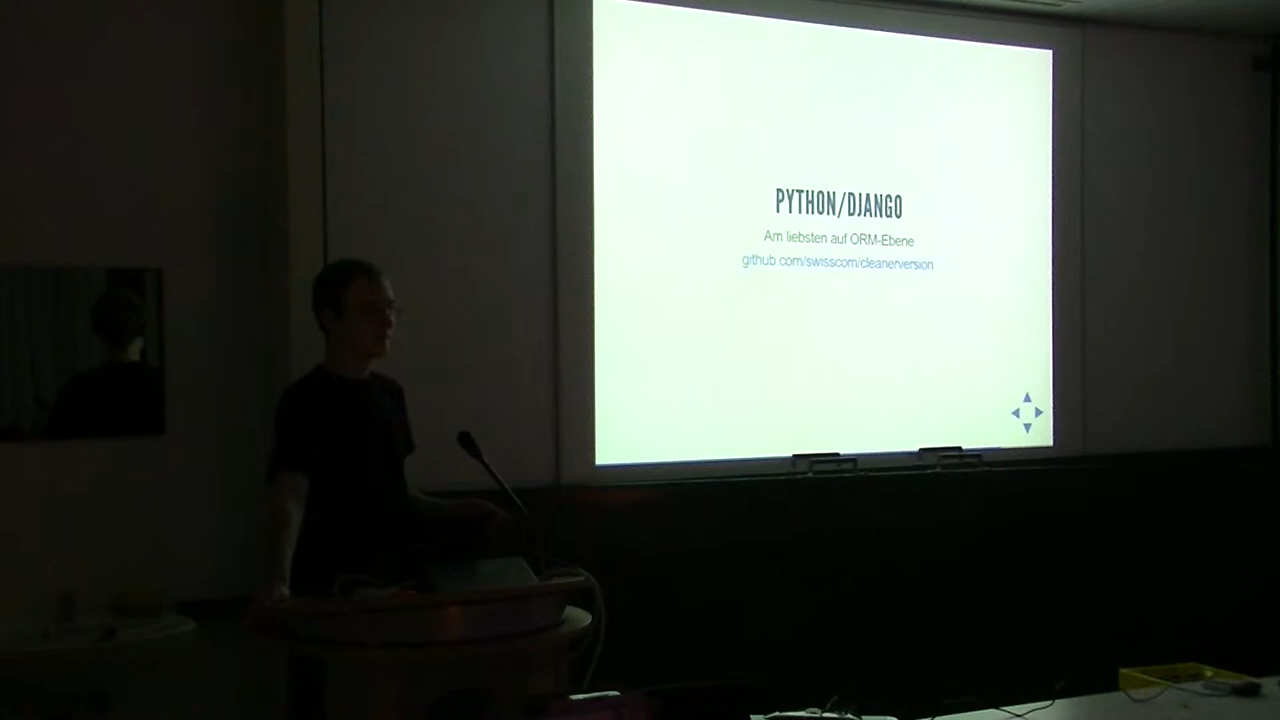 PYTHON/DJANGO
Am liebsten auf ORM-Ebene
github.com/swisscom/cleanerversion